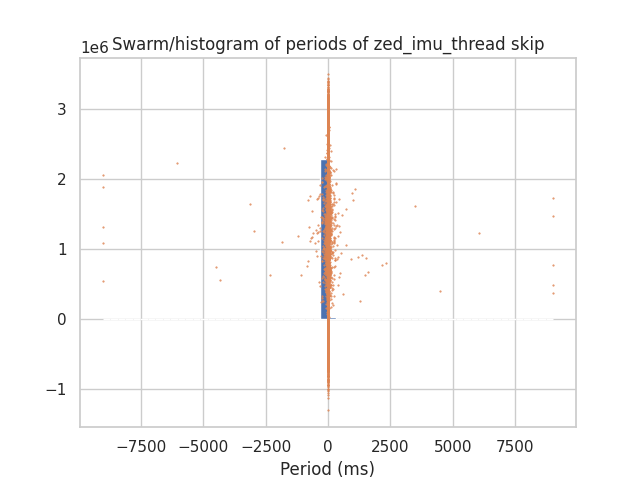 Swarm/histogram of periods of zed_imu_thread skip
1e6
3
2
1
0
−1
−7500 −5000 −2500 0 2500 5000 7500
Period (ms)